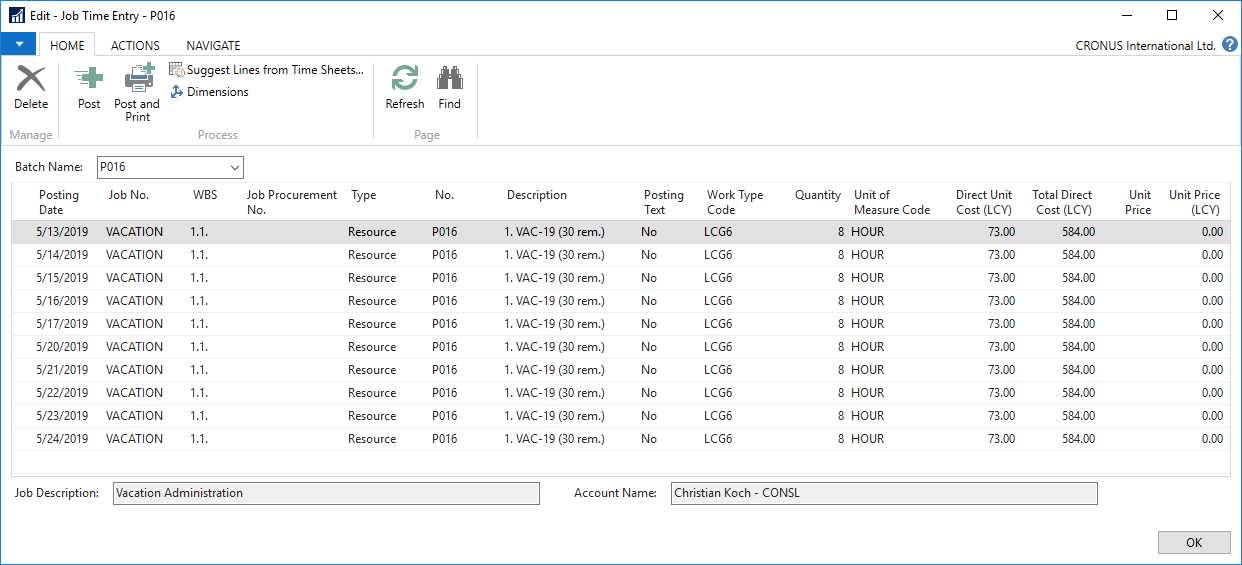 Edit - Job Time Entry - P016
HOME ACTIONS NAVIGATE CRONUS International Ltd. ?
Delete
Post
Post and Print
Suggest Lines from Time Sheets...
Dimensions
Refresh
Find
Manage Process Page
Batch Name: P016
Posting Date Job No. WBS Job Procurement No. Type No. Description Posting Text Work Type Code Quantity Unit of Measure Code Direct Unit Cost (LCY) Total Direct Cost (LCY) Unit Price Unit Price (LCY)
5/13/2019 VACATION 1.1. Resource P016 1. VAC-19 (30 rem.) No LCG6 8 HOUR 73.00 584.00 0.00
5/14/2019 VACATION 1.1. Resource P016 1. VAC-19 (30 rem.) No LCG6 8 HOUR 73.00 584.00 0.00
5/15/2019 VACATION 1.1. Resource P016 1. VAC-19 (30 rem.) No LCG6 8 HOUR 73.00 584.00 0.00
5/16/2019 VACATION 1.1. Resource P016 1. VAC-19 (30 rem.) No LCG6 8 HOUR 73.00 584.00 0.00
5/17/2019 VACATION 1.1. Resource P016 1. VAC-19 (30 rem.) No LCG6 8 HOUR 73.00 584.00 0.00
5/20/2019 VACATION 1.1. Resource P016 1. VAC-19 (30 rem.) No LCG6 8 HOUR 73.00 584.00 0.00
5/21/2019 VACATION 1.1. Resource P016 1. VAC-19 (30 rem.) No LCG6 8 HOUR 73.00 584.00 0.00
5/22/2019 VACATION 1.1. Resource P016 1. VAC-19 (30 rem.) No LCG6 8 HOUR 73.00 584.00 0.00
5/23/2019 VACATION 1.1. Resource P016 1. VAC-19 (30 rem.) No LCG6 8 HOUR 73.00 584.00 0.00
5/24/2019 VACATION 1.1. Resource P016 1. VAC-19 (30 rem.) No LCG6 8 HOUR 73.00 584.00 0.00
Job Description: Vacation Administration Account Name: Christian Koch - CONSL
OK